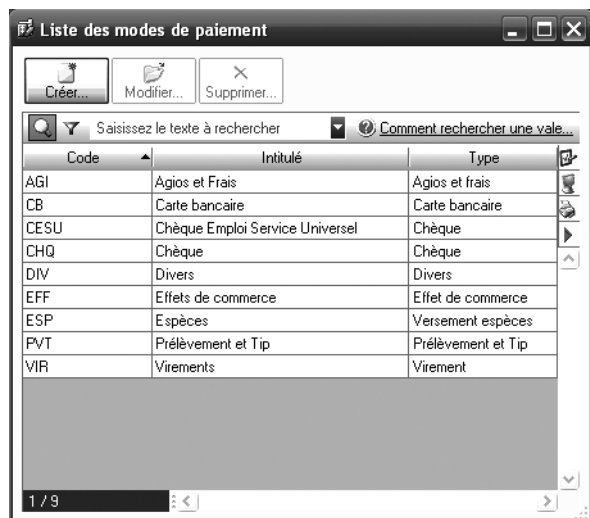 Liste des modes de paiement
Créer... Modifier... Supprimer...
Saisissez le texte à rechercher Comment rechercher une vale...
Code Intitulé Type
AGI Agios et Frais Agios et frais
CB Carte bancaire Carte bancaire
CESU Chèque Emploi Service Universel Chèque
CHQ Chèque Chèque
DIV Divers Divers
EFF Effets de commerce Effet de commerce
ESP Espèces Versement espèces
PVT Prélèvement et Tip Prélèvement et Tip
VIR Virements Virement
1 / 9